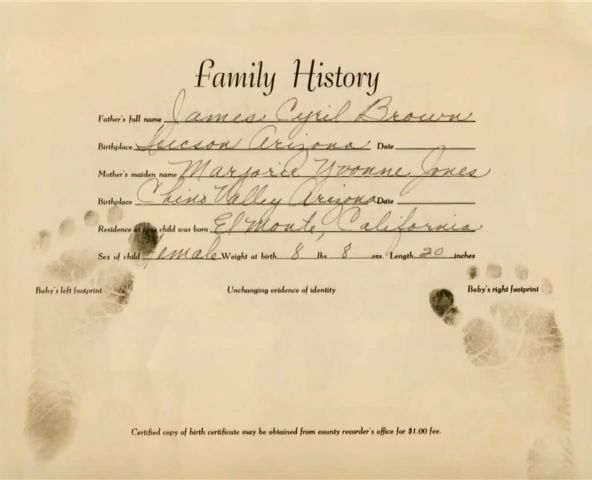 Family History
Father's full name James Cyril Brown
Birthplace Tucson Arizona Date
Mother's maiden name Marjorie Yvonne Jones
Birthplace Chino Valley Arizona Date
Residence at time child was born El Monte, California
Sex of child Female Weight at birth 8 lbs 8 ozs. Length 20 inches
Baby's left footprint Unchanging evidence of identity Baby's right footprint
Certified copy of birth certificate may be obtained from county recorder's office for $1.00 fee.